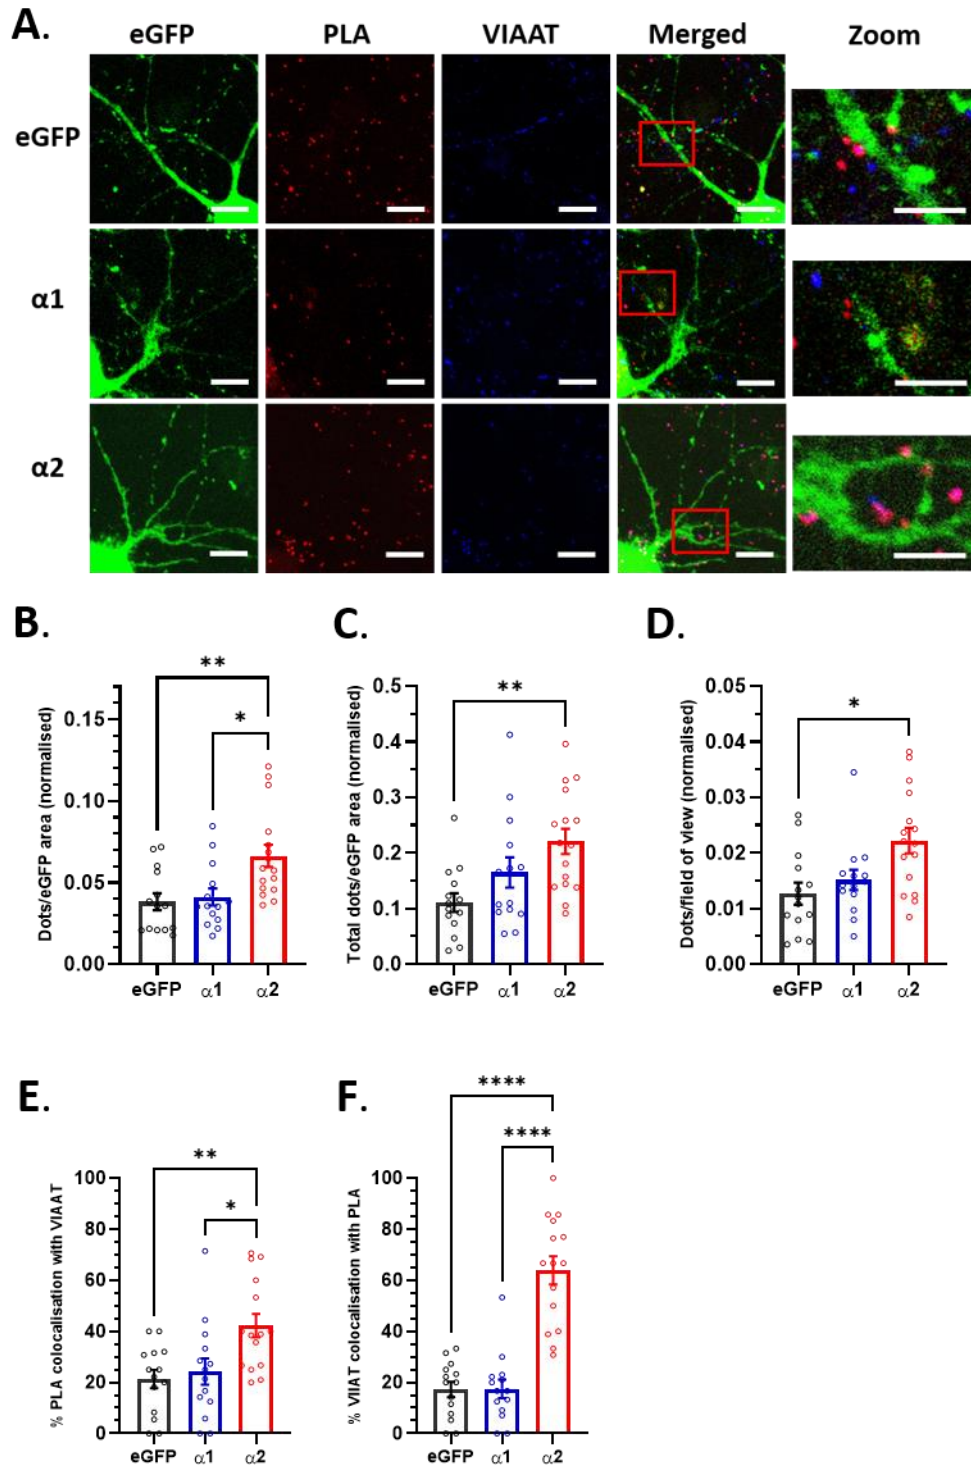 A.
eGFP PLA VIAAT Merged Zoom
eGFP
α1
α2
B.
Dots/eGFP area (normalised)
**
*
0.15
0.10
0.05
0.00
eGFP α1 α2
C.
Total dots/eGFP area (normalised)
**
0.5
0.4
0.3
0.2
0.1
0.0
eGFP α1 α2
D.
Dots/field of view (normalised)
*
0.05
0.04
0.03
0.02
0.01
0.00
eGFP α1 α2
E.
% PLA colocalisation with VIAAT
**
*
100
80
60
40
20
0
eGFP α1 α2
F.
% VIIAT colocalisation with PLA
****
****
100
80
60
40
20
0
eGFP α1 α2